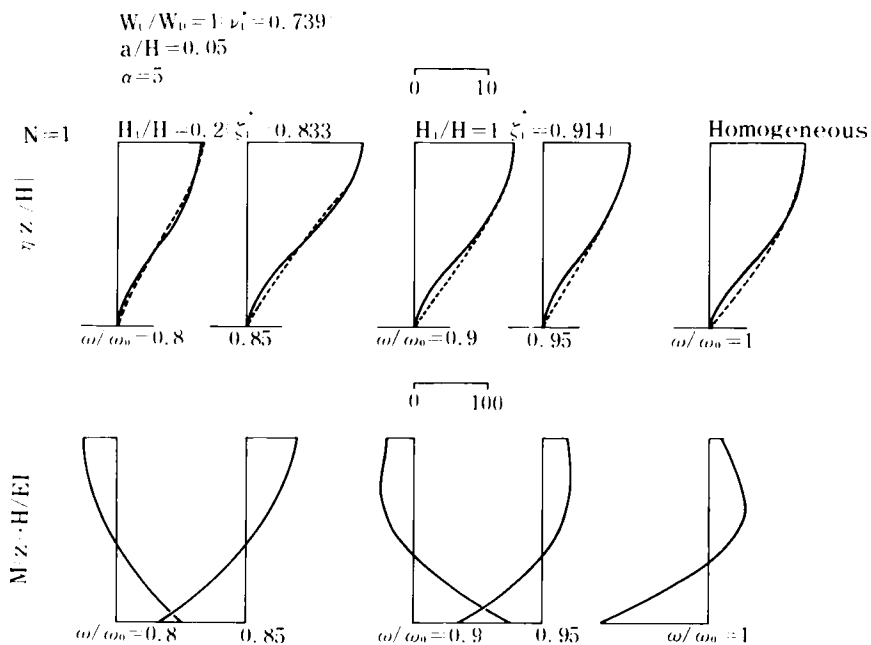 W₁/W₀=1(ν₁*=0.739)
a/H=0.05
α=5
0 10
N=1 H₁/H=0.2(ζ₁*=0.833) H₁/H=1(ζ₁*=0.914) Homogeneous
η(z)/|H|
ω/ω₀=0.8 0.85 ω/ω₀=0.9 0.95 ω/ω₀=1
0 100
M(z)·H/EI
ω/ω₀=0.8 0.85 ω/ω₀=0.9 0.95 ω/ω₀=1